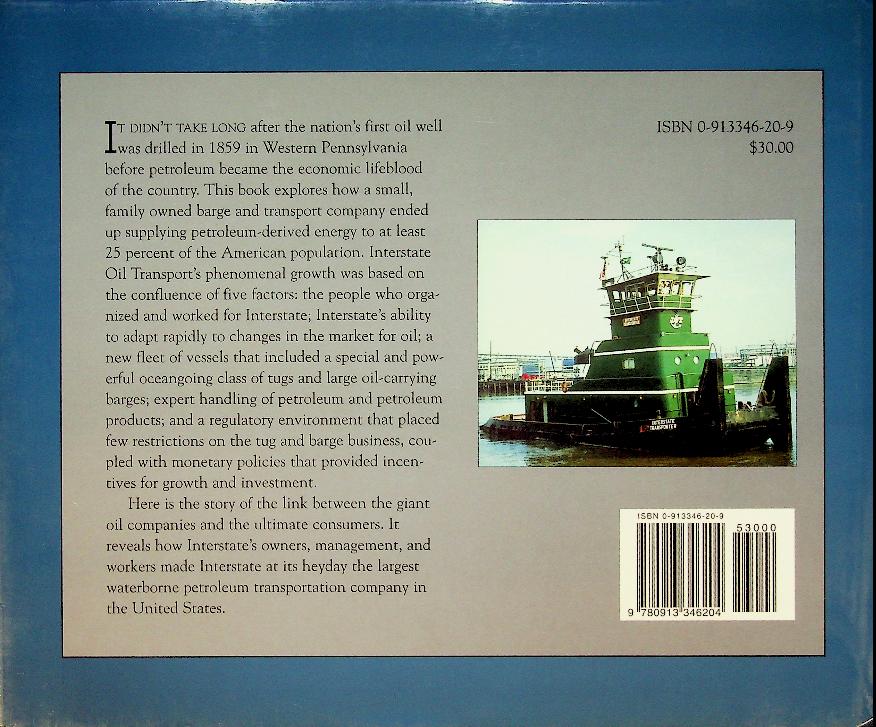 IT DIDN'T TAKE LONG after the nation's first oil well
was drilled in 1859 in Western Pennsylvania
before petroleum became the economic lifeblood
of the country. This book explores how a small,
family owned barge and transport company ended
up supplying petroleum-derived energy to at least
25 percent of the American population. Interstate
Oil Transport's phenomenal growth was based on
the confluence of five factors: the people who orga-
nized and worked for Interstate; Interstate's ability
to adapt rapidly to changes in the market for oil; a
new fleet of vessels that included a special and pow-
erful oceangoing class of tugs and large oil-carrying
barges; expert handling of petroleum and petroleum
products; and a regulatory environment that placed
few restrictions on the tug and barge business, cou-
pled with monetary policies that provided incen-
tives for growth and investment.
Here is the story of the link between the giant
oil companies and the ultimate consumers. It
reveals how Interstate's owners, management, and
workers made Interstate at its heyday the largest
waterborne petroleum transportation company in
the United States.
ISBN 0-913346-20-9
$30.00
INTERSTATE
TRANSPORTER
ISBN 0-913346-20-9
53000
9 780913 346204